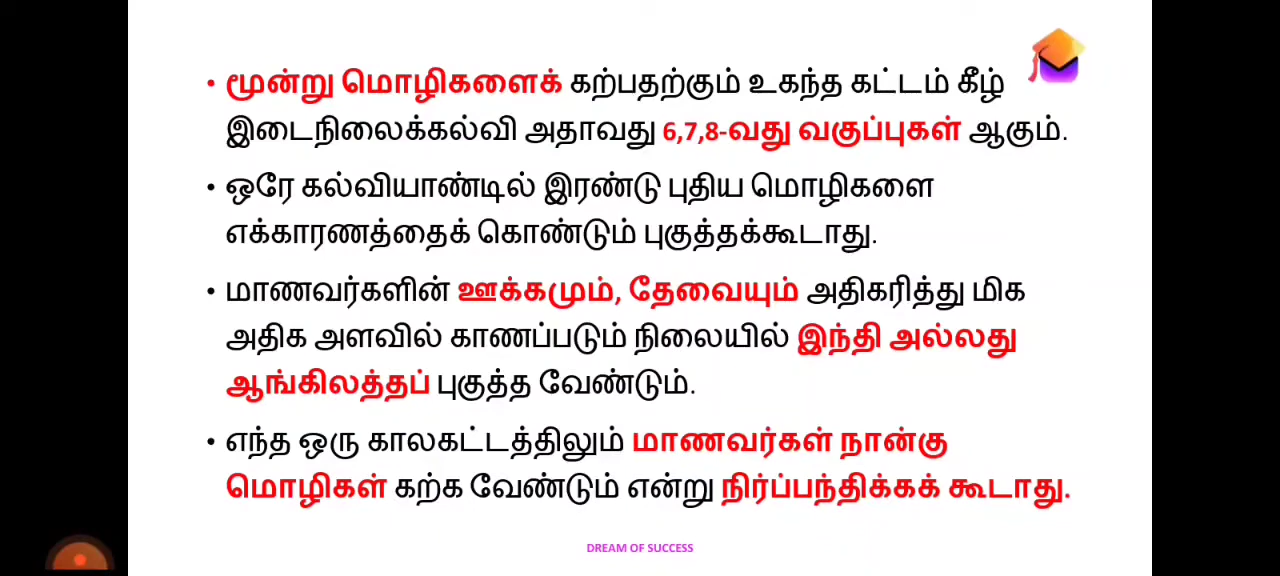 • மூன்று மொழிகளைக் கற்பதற்கும் உகந்த கட்டம் கீழ்
இடைநிலைக்கல்வி அதாவது 6,7,8-வது வகுப்புகள் ஆகும்.
• ஒரே கல்வியாண்டில் இரண்டு புதிய மொழிகளை
எக்காரணத்தைக் கொண்டும் புகுத்தக்கூடாது.
• மாணவர்களின் ஊக்கமும், தேவையும் அதிகரித்து மிக
அதிக அளவில் காணப்படும் நிலையில் இந்தி அல்லது
ஆங்கிலத்தப் புகுத்த வேண்டும்.
• எந்த ஒரு காலகட்டத்திலும் மாணவர்கள் நான்கு
மொழிகள் கற்க வேண்டும் என்று நிர்ப்பந்திக்கக் கூடாது.
DREAM OF SUCCESS